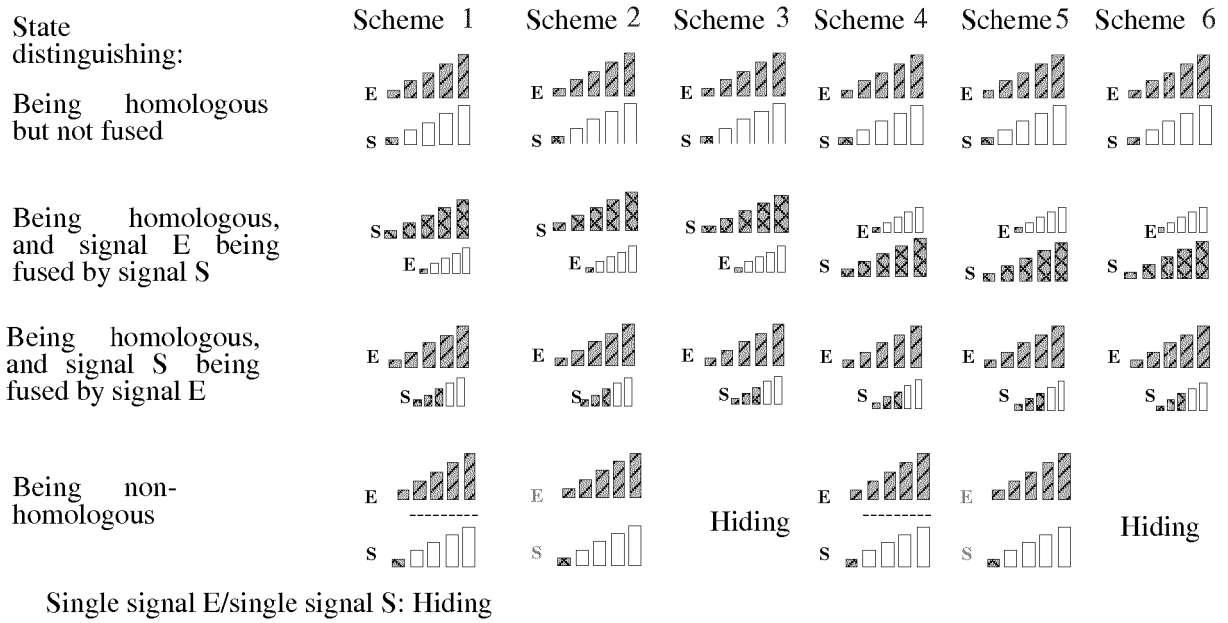 State
distinguishing:
Scheme 1 Scheme 2 Scheme 3 Scheme 4 Scheme5 Scheme 6
Being homologous
but not fused
E E E E E E
S S S S S S
Being homologous,
and signal E being
fused by signal S
S S S E E E
E E E S S S
Being homologous,
and signal S being
fused by signal E
E E E E E E
S S S S S S
Being non-
homologous
E E E E
Hiding Hiding
S S S S
Single signal E/single signal S: Hiding